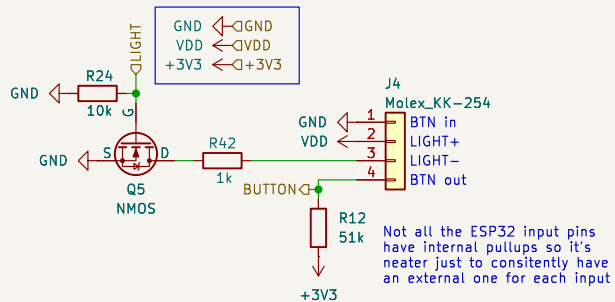 LIGHT
GND GND
VDD VDD
+3V3 +3V3
R24
GND
10k
G
GND
S D
Q5
NMOS
R42
1k
J4
Molex_KK-254
GND 1 BTN in
VDD 2 LIGHT+
3 LIGHT-
4 BTN out
BUTTON
R12
51k
+3V3
Not all the ESP32 input pins
have internal pullups so it's
neater just to consitently have
an external one for each input